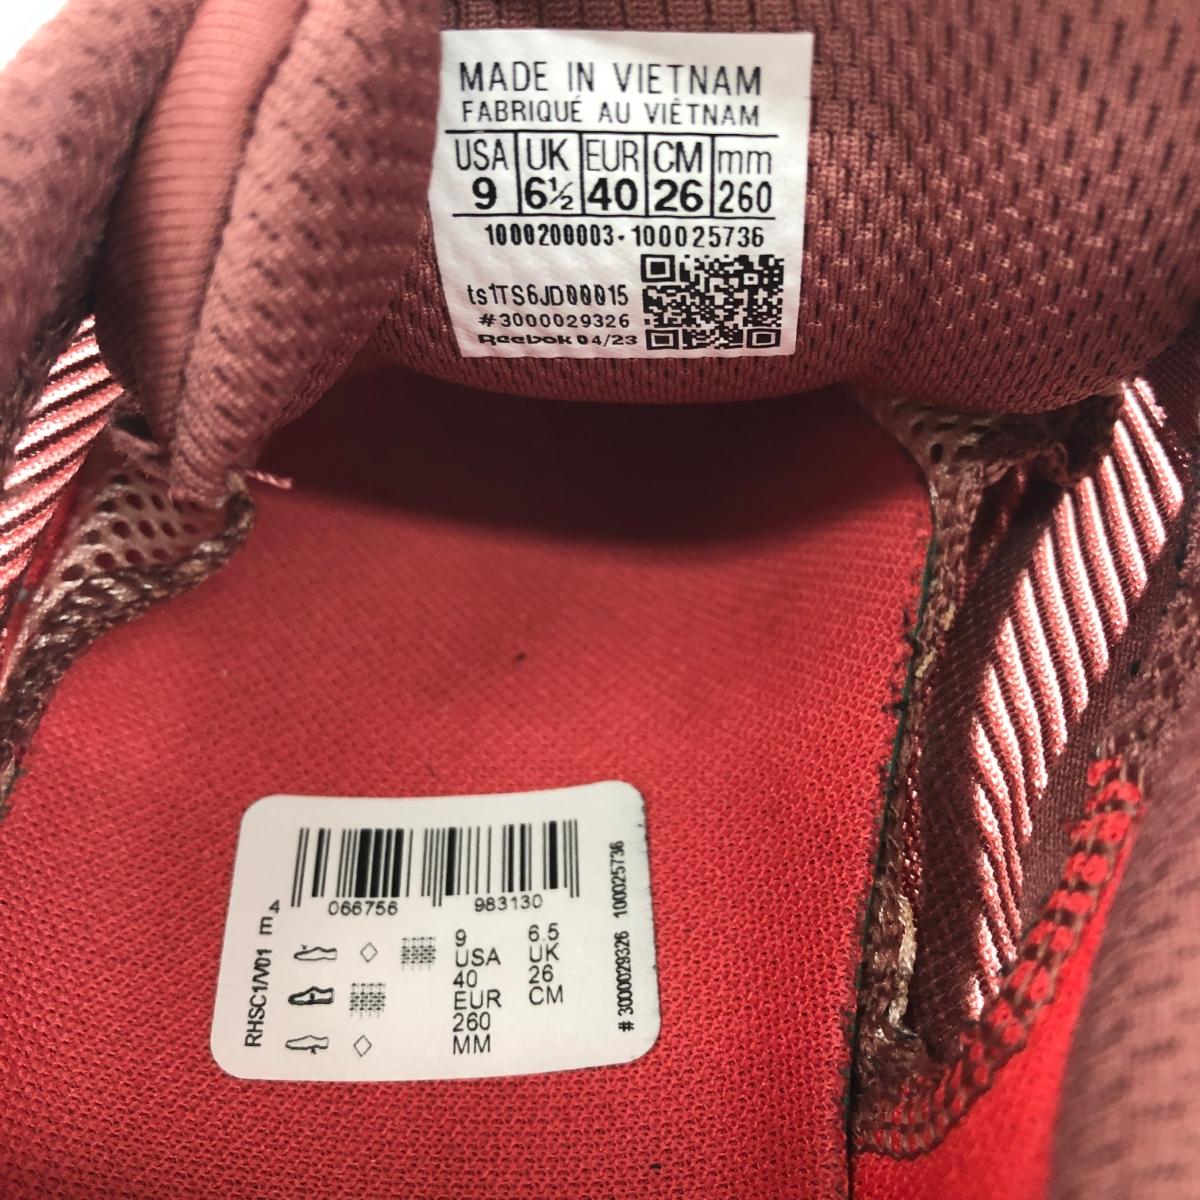 MADE IN VIETNAM
FABRIQUÉ AU VIÊTNAM
USA UK EUR CM mm
9 6½ 40 26 260
1000200003-100025736
ts1TS6JD00015
#3000029326
Reebok 04/23
4 066756 983130
RHSC1/V01 E
9 6.5
USA UK
40 26
EUR CM
260
MM
# 3000029326 100025736